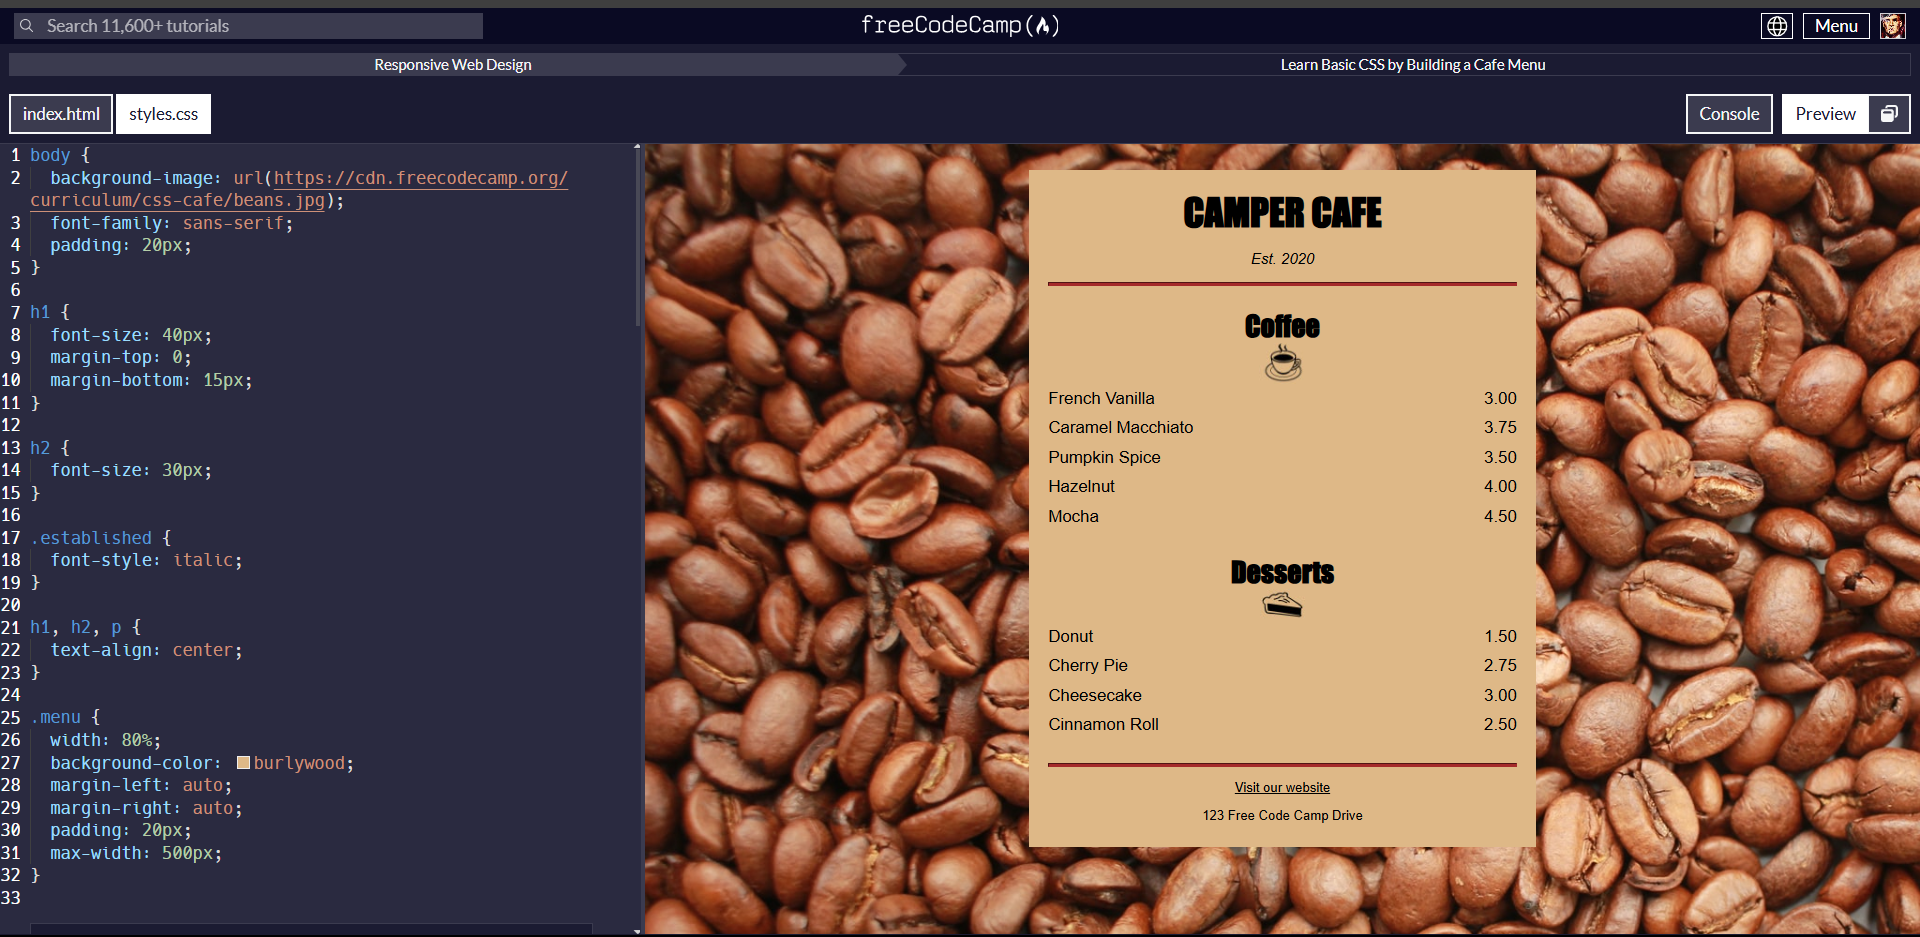 Search 11,600+ tutorials
freeCodeCamp(🔥)
Menu
Responsive Web Design
Learn Basic CSS by Building a Cafe Menu
index.html
styles.css
Console
Preview
1 body {
2 background-image: url(https://cdn.freecodecamp.org/
curriculum/css-cafe/beans.jpg);
3 font-family: sans-serif;
4 padding: 20px;
5 }
6
7 h1 {
8 font-size: 40px;
9 margin-top: 0;
10 margin-bottom: 15px;
11 }
12
13 h2 {
14 font-size: 30px;
15 }
16
17 .established {
18 font-style: italic;
19 }
20
21 h1, h2, p {
22 text-align: center;
23 }
24
25 .menu {
26 width: 80%;
27 background-color: burlywood;
28 margin-left: auto;
29 margin-right: auto;
30 padding: 20px;
31 max-width: 500px;
32 }
33
CAMPER CAFE
Est. 2020
Coffee
French Vanilla 3.00
Caramel Macchiato 3.75
Pumpkin Spice 3.50
Hazelnut 4.00
Mocha 4.50
Desserts
Donut 1.50
Cherry Pie 2.75
Cheesecake 3.00
Cinnamon Roll 2.50
Visit our website
123 Free Code Camp Drive